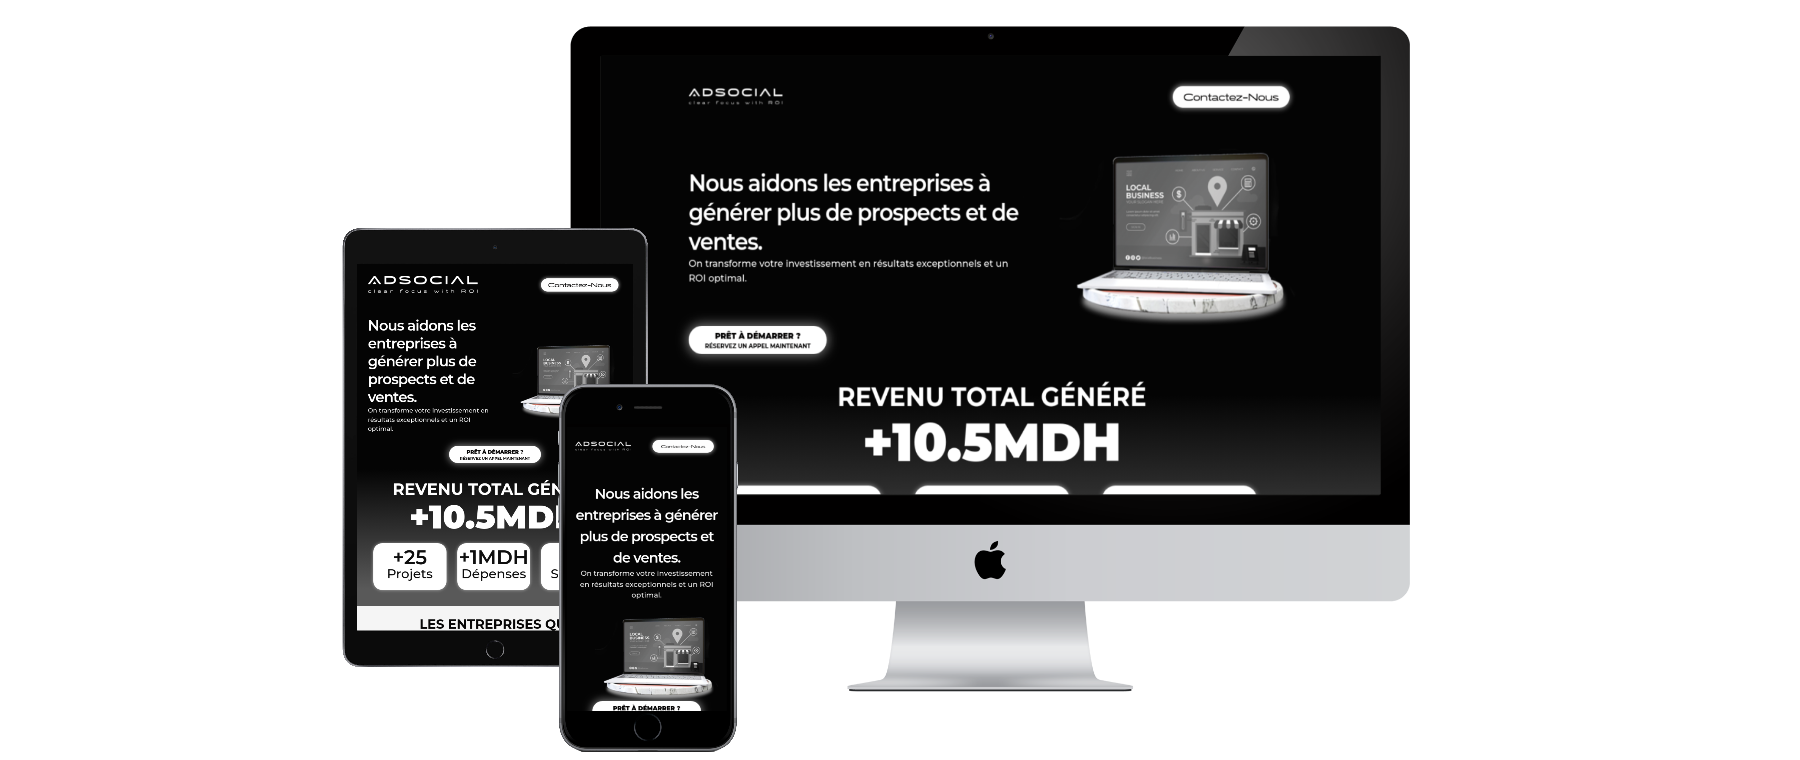 ADSOCIAL
clear focus with ROI
Contactez-Nous
Nous aidons les entreprises à
générer plus de prospects et de
ventes.
On transforme votre investissement en résultats exceptionnels et un
ROI optimal.
LOCAL
BUSINESS
PRÊT À DÉMARRER ?
RÉSERVEZ UN APPEL MAINTENANT
REVENU TOTAL GÉNÉRÉ
+10.5MDH
ADSOCIAL
clear focus with ROI
Contactez-Nous
Nous aidons les
entreprises à
générer plus de
prospects et de
ventes.
On transforme votre investissement en
résultats exceptionnels et un ROI
optimal.
LOCAL
BUSINESS
PRÊT À DÉMARRER ?
RÉSERVEZ UN APPEL MAINTENANT
REVENU TOTAL GÉN
+10.5MD
+25
Projets
+1MDH
Dépenses
S
LES ENTREPRISES QU
ADSOCIAL
clear focus with ROI
Contactez-Nous
Nous aidons les
entreprises à générer
plus de prospects et
de ventes.
On transforme votre investissement
en résultats exceptionnels et un ROI
optimal.
LOCAL
BUSINESS
PRÊT À DÉMARRER ?